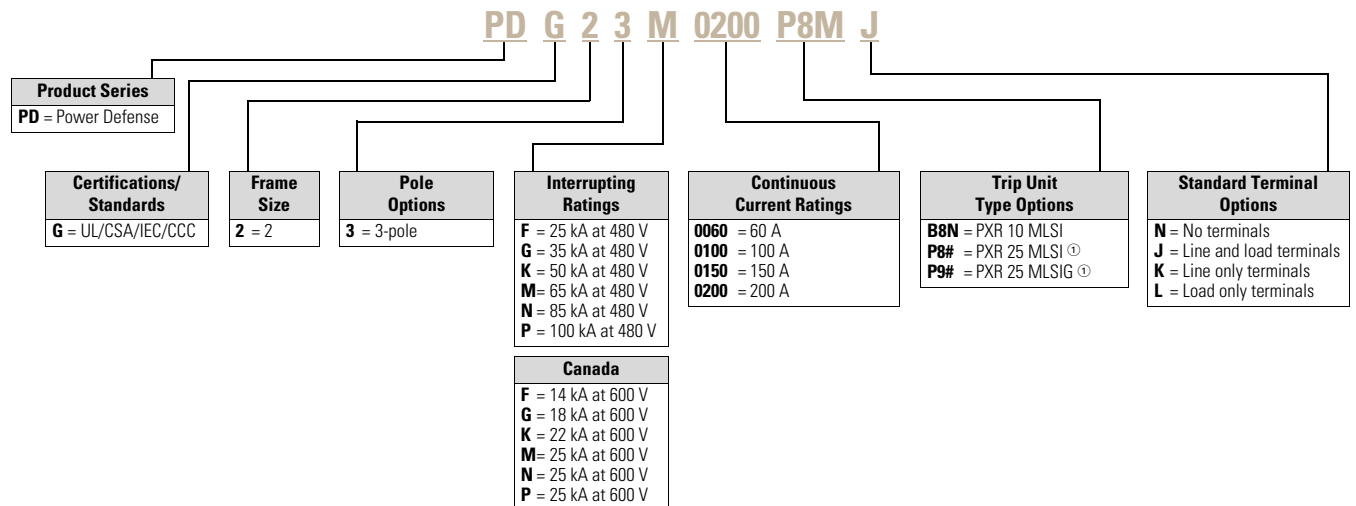 PD G 2 3 M 0200 P8M J
Product Series
PD = Power Defense
Certifications/
Standards
G = UL/CSA/IEC/CCC
Frame
Size
2 = 2
Pole
Options
3 = 3-pole
Interrupting
Ratings
F = 25 kA at 480 V
G = 35 kA at 480 V
K = 50 kA at 480 V
M= 65 kA at 480 V
N = 85 kA at 480 V
P = 100 kA at 480 V
Canada
F = 14 kA at 600 V
G = 18 kA at 600 V
K = 22 kA at 600 V
M= 25 kA at 600 V
N = 25 kA at 600 V
P = 25 kA at 600 V
Continuous
Current Ratings
0060 = 60 A
0100 = 100 A
0150 = 150 A
0200 = 200 A
Trip Unit
Type Options
B8N = PXR 10 MLSI
P8# = PXR 25 MLSI ①
P9# = PXR 25 MLSIG ①
Standard Terminal
Options
N = No terminals
J = Line and load terminals
K = Line only terminals
L = Load only terminals